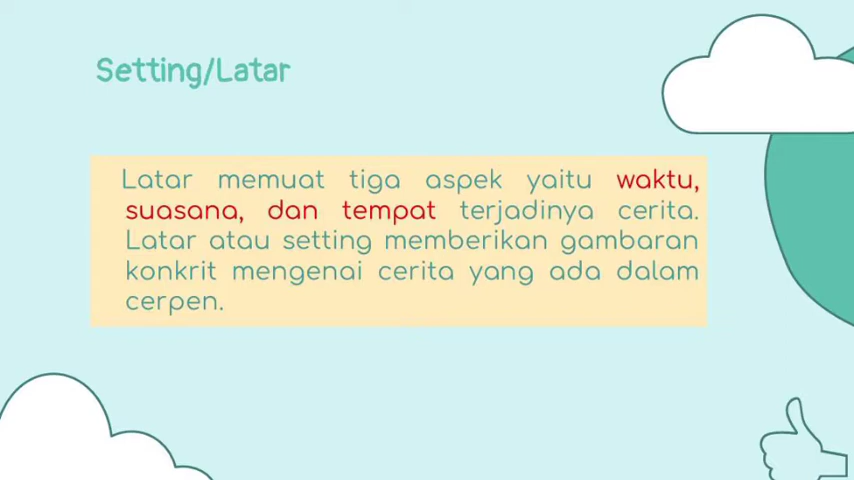 Setting/Latar
Latar memuat tiga aspek yaitu waktu,
suasana, dan tempat terjadinya cerita.
Latar atau setting memberikan gambaran
konkrit mengenai cerita yang ada dalam
cerpen.